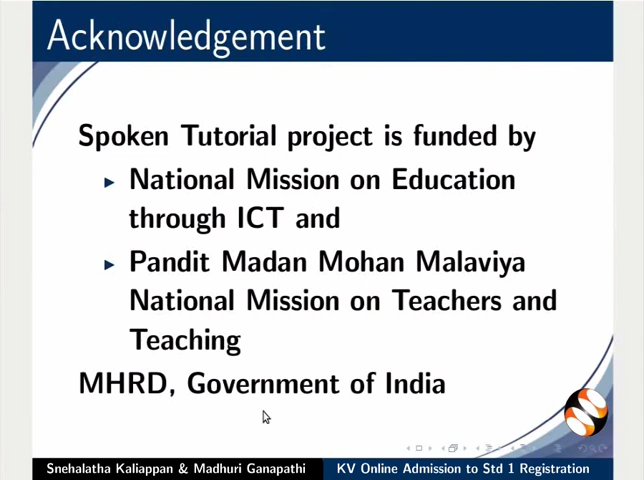 Acknowledgement
Spoken Tutorial project is funded by
National Mission on Education
through ICT and
Pandit Madan Mohan Malaviya
National Mission on Teachers and
Teaching
MHRD, Government of India
Snehalatha Kaliappan & Madhuri Ganapathi KV Online Admission to Std 1 Registration